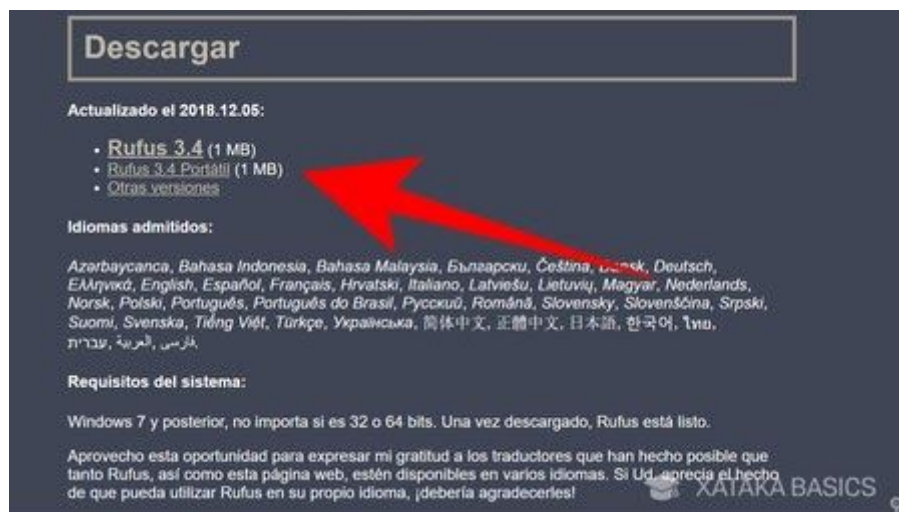 Descargar
Actualizado el 2018.12.05:
• Rufus 3.4 (1 MB)
• Rufus 3.4 Portátil (1 MB)
• Otras versiones
Idiomas admitidos:
Azərbaycanca, Bahasa Indonesia, Bahasa Malaysia, Български, Čeština, Dansk, Deutsch,
Ελληνικά, English, Español, Français, Hrvatski, Italiano, Latviešu, Lietuvių, Magyar, Nederlands,
Norsk, Polski, Português, Português do Brasil, Русский, Română, Slovensky, Slovenščina, Srpski,
Suomi, Svenska, Tiếng Việt, Türkçe, Українська, 简体中文, 正體中文, 日本語, 한국어, ไทย,
עברית, العربية, فارسی.
Requisitos del sistema:
Windows 7 y posterior, no importa si es 32 o 64 bits. Una vez descargado, Rufus está listo.
Aprovecho esta oportunidad para expresar mi gratitud a los traductores que han hecho posible que
tanto Rufus, así como esta página web, estén disponibles en varios idiomas. Si Ud. aprecia el hecho
de que pueda utilizar Rufus en su propio idioma, ¡debería agradecerles!
XATAKA BASICS